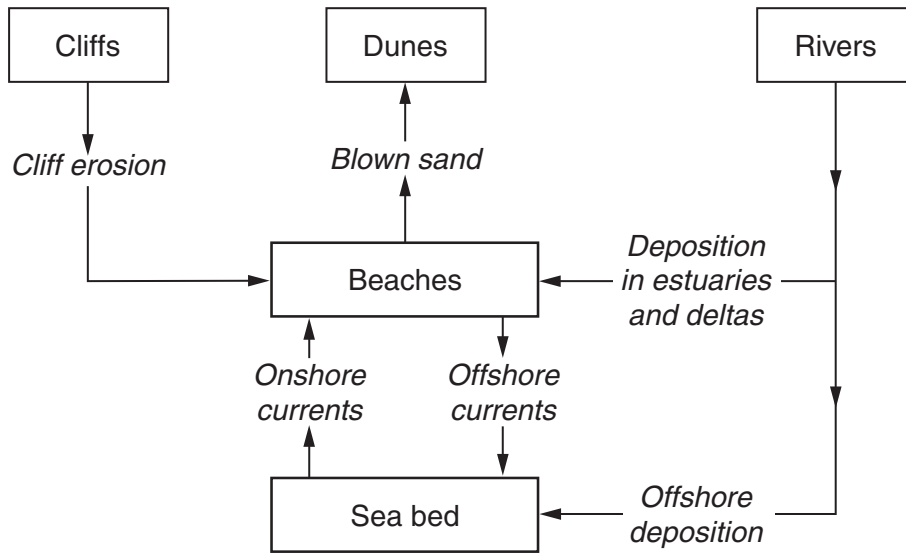 Cliffs
Dunes
Rivers
Cliff erosion
Blown sand
Deposition
in estuaries
and deltas
Beaches
Onshore
currents
Offshore
currents
Sea bed
Offshore
deposition